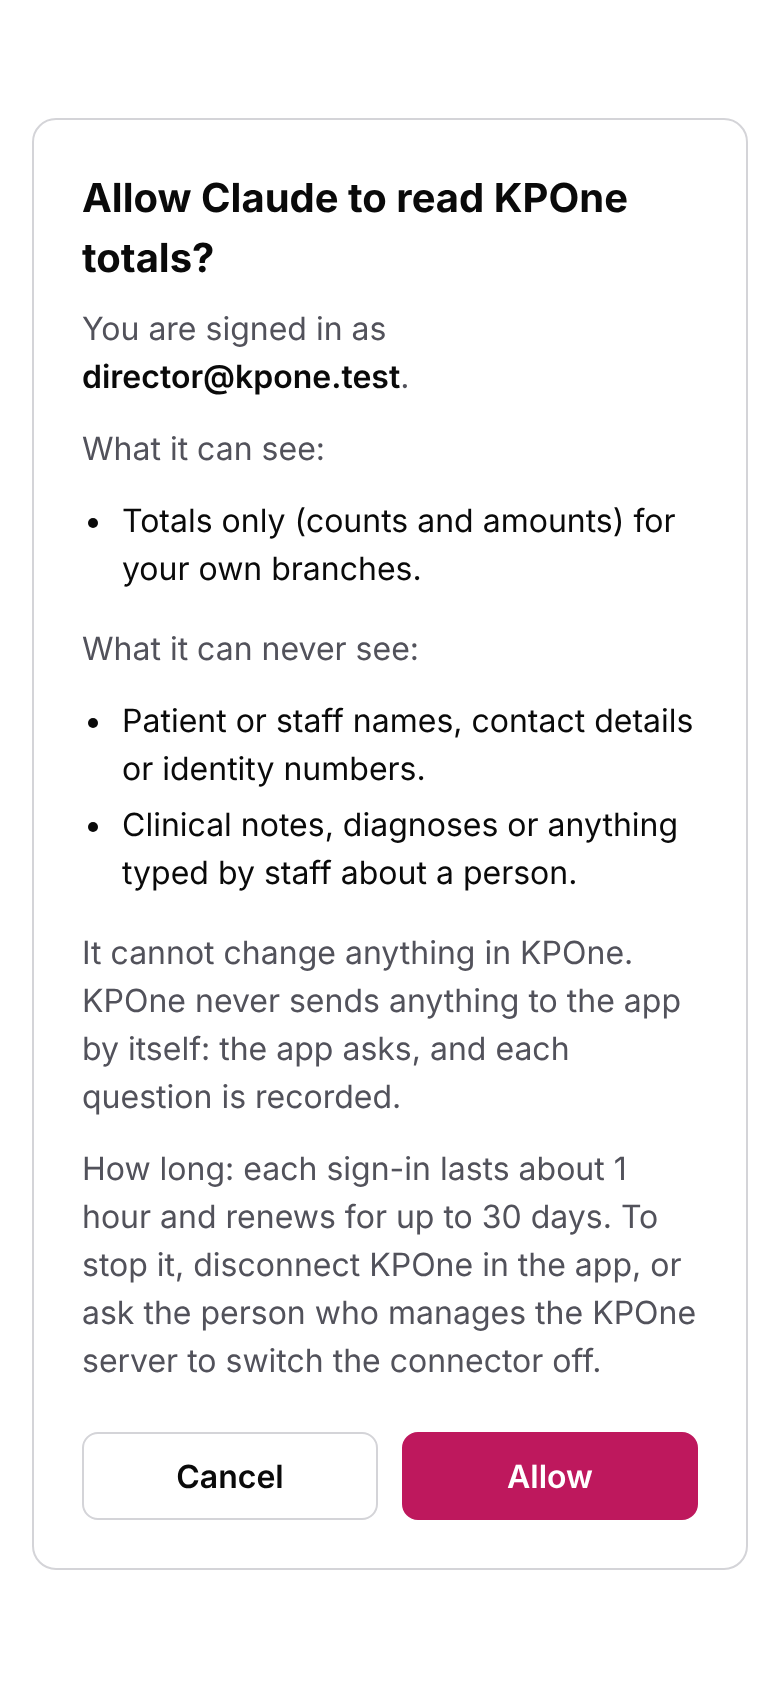 Allow Claude to read KPOne
totals?
You are signed in as
director@kpone.test.
What it can see:
• Totals only (counts and amounts) for
your own branches.
What it can never see:
• Patient or staff names, contact details
or identity numbers.
• Clinical notes, diagnoses or anything
typed by staff about a person.
It cannot change anything in KPOne.
KPOne never sends anything to the app
by itself: the app asks, and each
question is recorded.
How long: each sign-in lasts about 1
hour and renews for up to 30 days. To
stop it, disconnect KPOne in the app, or
ask the person who manages the KPOne
server to switch the connector off.
Cancel
Allow